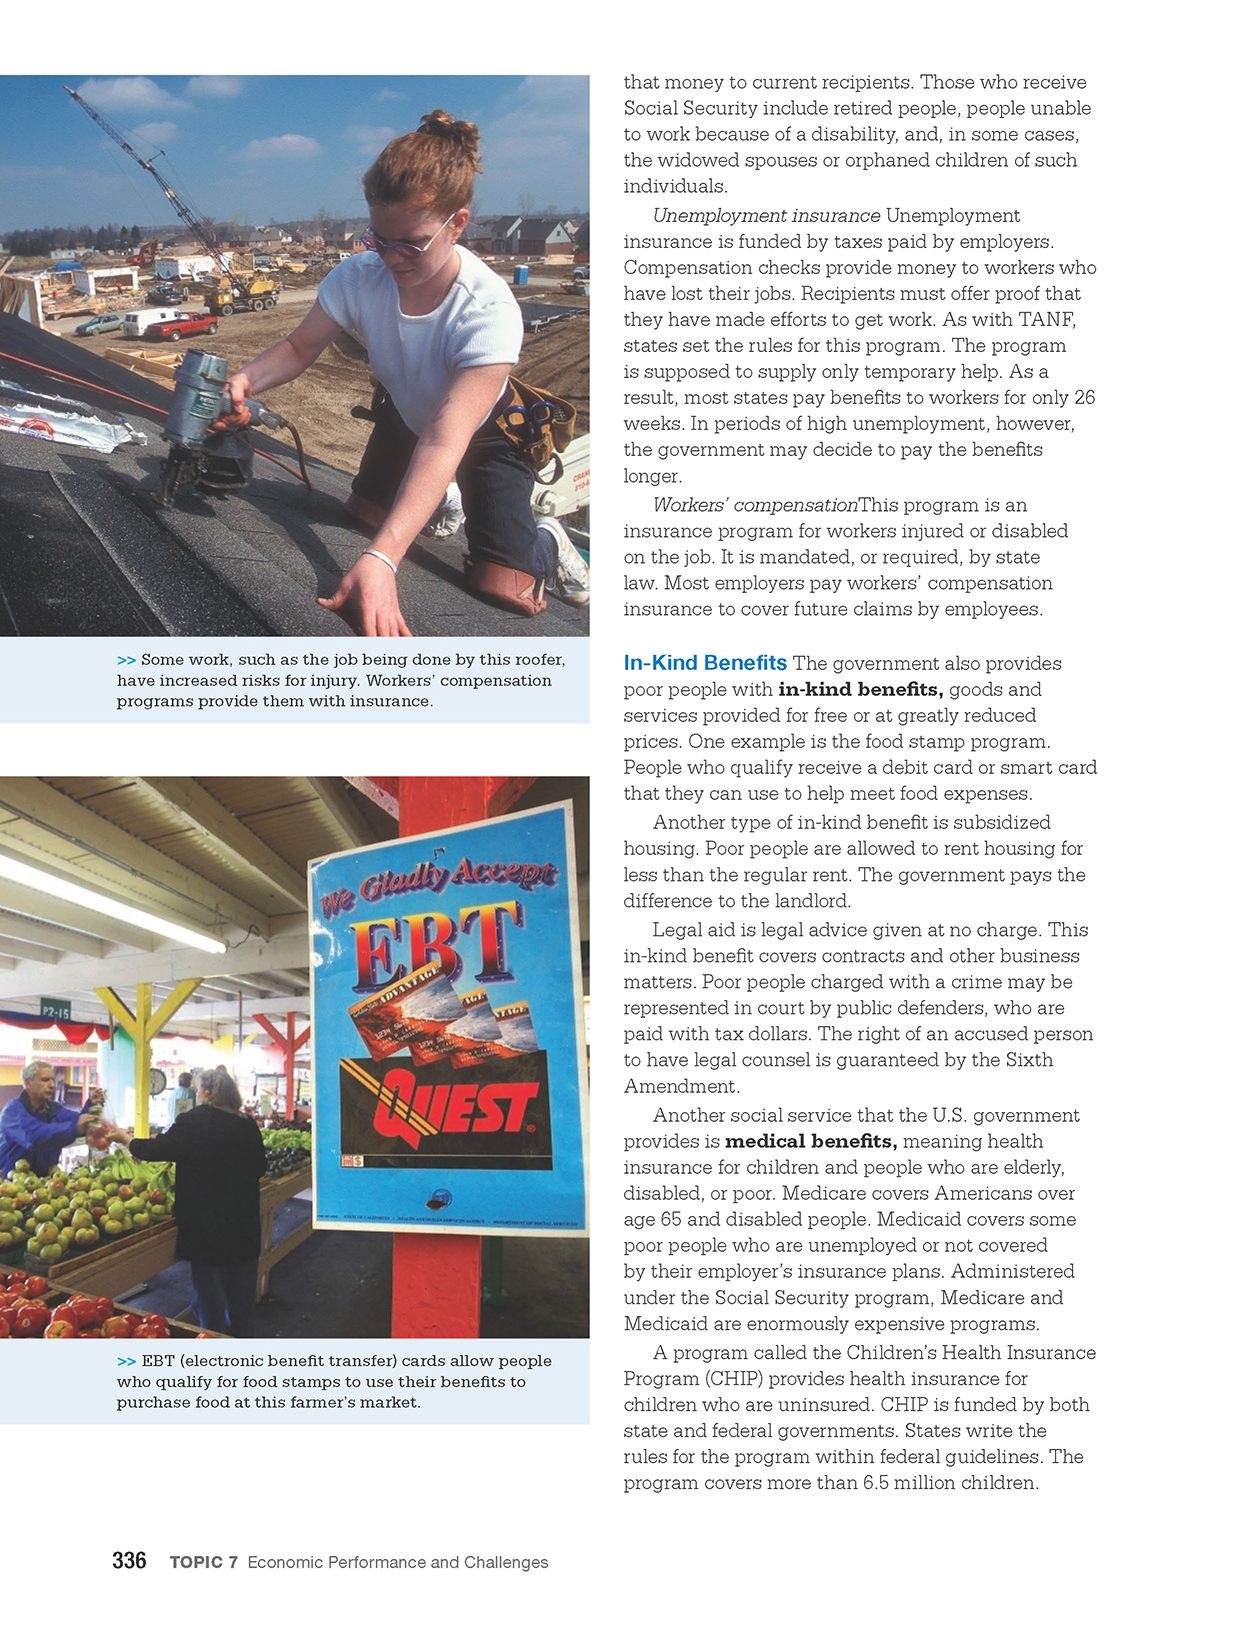 that money to current recipients. Those who receive
Social Security include retired people, people unable
to work because of a disability, and, in some cases,
the widowed spouses or orphaned children of such
individuals.
Unemployment insurance Unemployment
insurance is funded by taxes paid by employers.
Compensation checks provide money to workers who
have lost their jobs. Recipients must offer proof that
they have made efforts to get work. As with TANF,
states set the rules for this program. The program
is supposed to supply only temporary help. As a
result, most states pay benefits to workers for only 26
weeks. In periods of high unemployment, however,
the government may decide to pay the benefits
longer.
Workers' compensationThis program is an
insurance program for workers injured or disabled
on the job. It is mandated, or required, by state
law. Most employers pay workers' compensation
insurance to cover future claims by employees.
>> Some work, such as the job being done by this roofer,
have increased risks for injury. Workers' compensation
programs provide them with insurance.
In-Kind Benefits The government also provides
poor people with in-kind benefits, goods and
services provided for free or at greatly reduced
prices. One example is the food stamp program.
People who qualify receive a debit card or smart card
that they can use to help meet food expenses.
Another type of in-kind benefit is subsidized
housing. Poor people are allowed to rent housing for
less than the regular rent. The government pays the
difference to the landlord.
Legal aid is legal advice given at no charge. This
in-kind benefit covers contracts and other business
matters. Poor people charged with a crime may be
represented in court by public defenders, who are
paid with tax dollars. The right of an accused person
to have legal counsel is guaranteed by the Sixth
Amendment.
Another social service that the U.S. government
provides is medical benefits, meaning health
insurance for children and people who are elderly,
disabled, or poor. Medicare covers Americans over
age 65 and disabled people. Medicaid covers some
poor people who are unemployed or not covered
by their employer's insurance plans. Administered
under the Social Security program, Medicare and
Medicaid are enormously expensive programs.
A program called the Children's Health Insurance
Program (CHIP) provides health insurance for
children who are uninsured. CHIP is funded by both
state and federal governments. States write the
rules for the program within federal guidelines. The
program covers more than 6.5 million children.
We Gladly Accept
EBT
ADVANTAGE
QUEST
P2-15
>> EBT (electronic benefit transfer) cards allow people
who qualify for food stamps to use their benefits to
purchase food at this farmer's market.
336 TOPIC 7 Economic Performance and Challenges